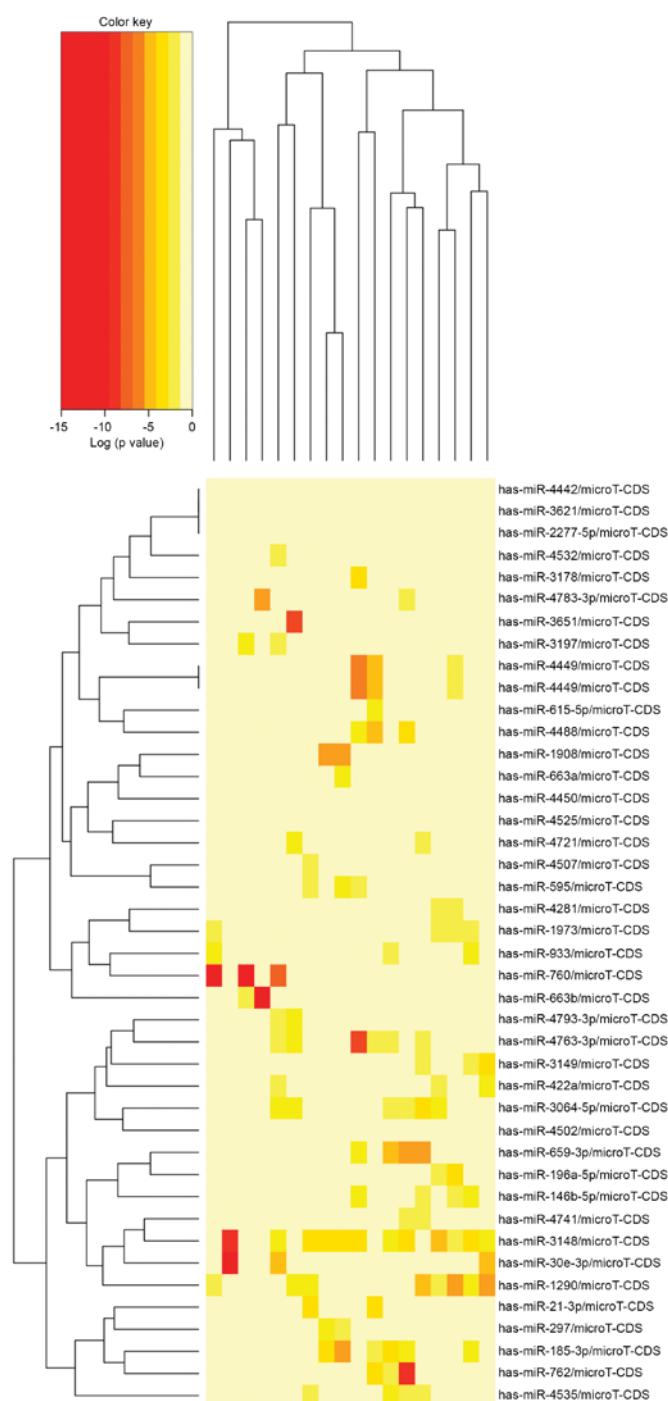 Color key
-15 -10 -5 0
Log (p value)
has-miR-4442/microT-CDS
has-miR-3621/microT-CDS
has-miR-2277-5p/microT-CDS
has-miR-4532/microT-CDS
has-miR-3178/microT-CDS
has-miR-4783-3p/microT-CDS
has-miR-3651/microT-CDS
has-miR-3197/microT-CDS
has-miR-4449/microT-CDS
has-miR-4449/microT-CDS
has-miR-615-5p/microT-CDS
has-miR-4488/microT-CDS
has-miR-1908/microT-CDS
has-miR-663a/microT-CDS
has-miR-4450/microT-CDS
has-miR-4525/microT-CDS
has-miR-4721/microT-CDS
has-miR-4507/microT-CDS
has-miR-595/microT-CDS
has-miR-4281/microT-CDS
has-miR-1973/microT-CDS
has-miR-933/microT-CDS
has-miR-760/microT-CDS
has-miR-663b/microT-CDS
has-miR-4793-3p/microT-CDS
has-miR-4763-3p/microT-CDS
has-miR-3149/microT-CDS
has-miR-422a/microT-CDS
has-miR-3064-5p/microT-CDS
has-miR-4502/microT-CDS
has-miR-659-3p/microT-CDS
has-miR-196a-5p/microT-CDS
has-miR-146b-5p/microT-CDS
has-miR-4741/microT-CDS
has-miR-3148/microT-CDS
has-miR-30e-3p/microT-CDS
has-miR-1290/microT-CDS
has-miR-21-3p/microT-CDS
has-miR-297/microT-CDS
has-miR-185-3p/microT-CDS
has-miR-762/microT-CDS
has-miR-4535/microT-CDS